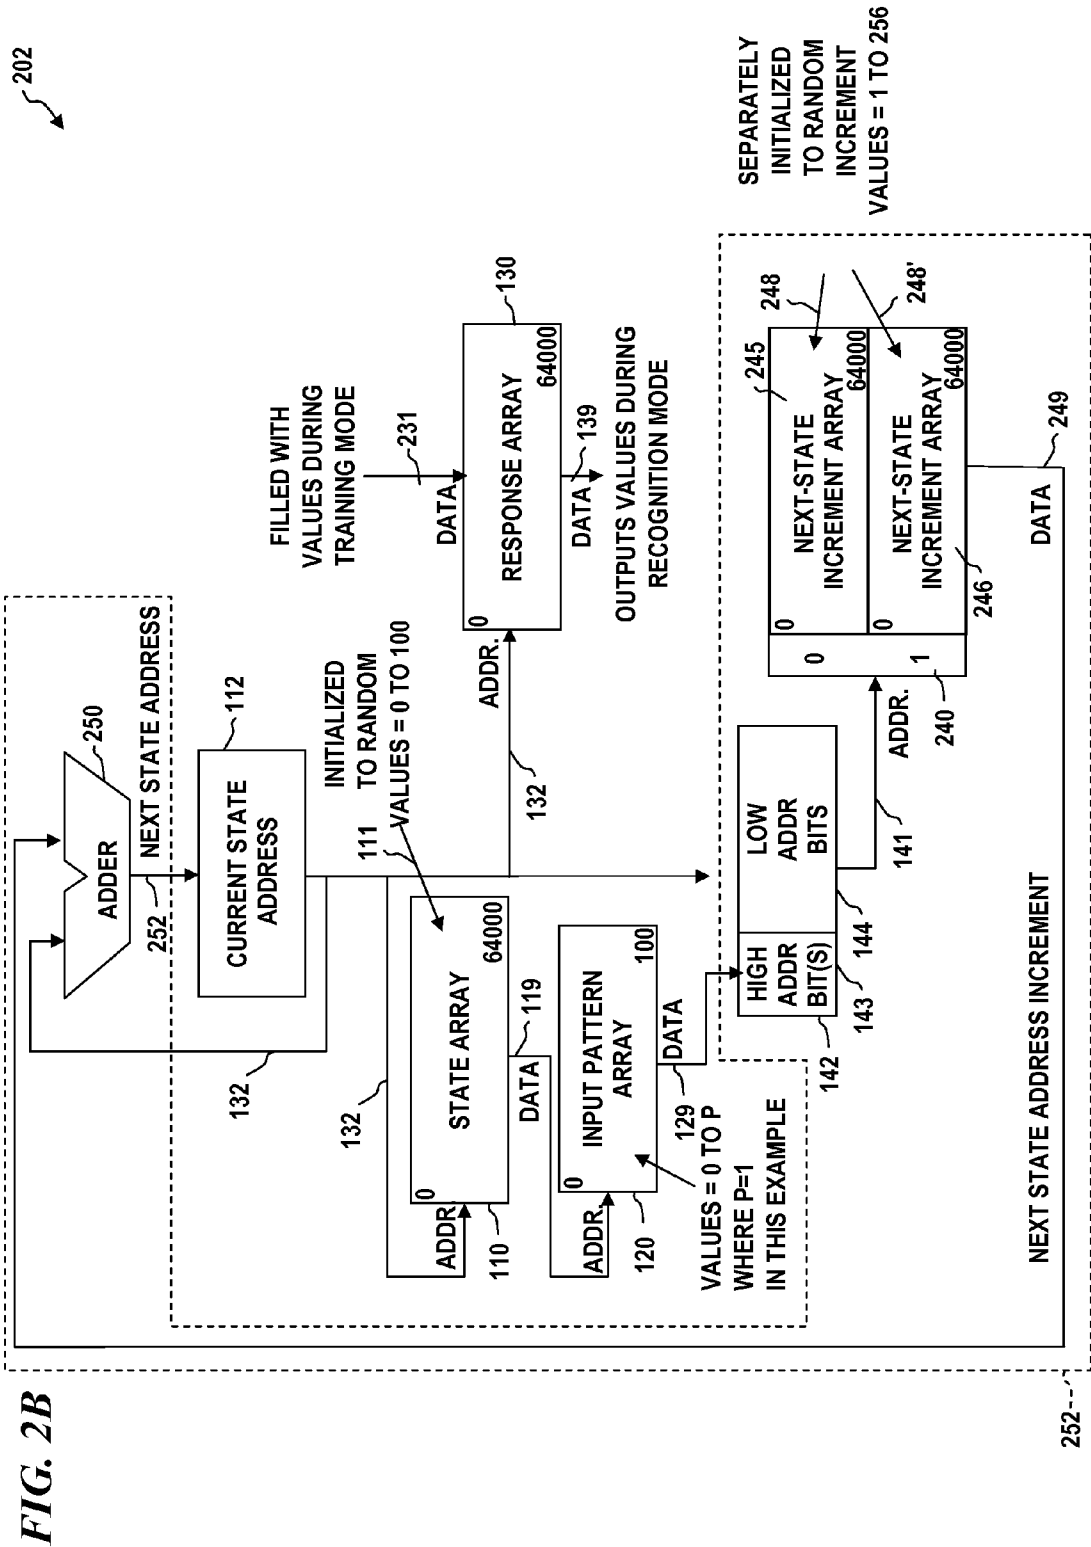 FIG. 2B
202
252
ADDER
250
NEXT STATE ADDRESS
252
132
CURRENT STATE
ADDRESS
112
INITIALIZED
TO RANDOM
VALUES = 0 TO 100
111
132
132
ADDR.
0
STATE ARRAY
64000
110
DATA
119
ADDR.
0
INPUT PATTERN
ARRAY
100
120
DATA
129
VALUES = 0 TO P
WHERE P=1
IN THIS EXAMPLE
FILLED WITH
VALUES DURING
TRAINING MODE
231
DATA
ADDR.
0
RESPONSE ARRAY
64000
130
DATA
139
OUTPUTS VALUES DURING
RECOGNITION MODE
HIGH
ADDR
BIT(S)
LOW
ADDR
BITS
142
143
144
141
ADDR.
240
0
1
0
NEXT-STATE
INCREMENT ARRAY
64000
245
0
NEXT-STATE
INCREMENT ARRAY
64000
246
248
248'
SEPARATELY
INITIALIZED
TO RANDOM
INCREMENT
VALUES = 1 TO 256
DATA
249
NEXT STATE ADDRESS INCREMENT